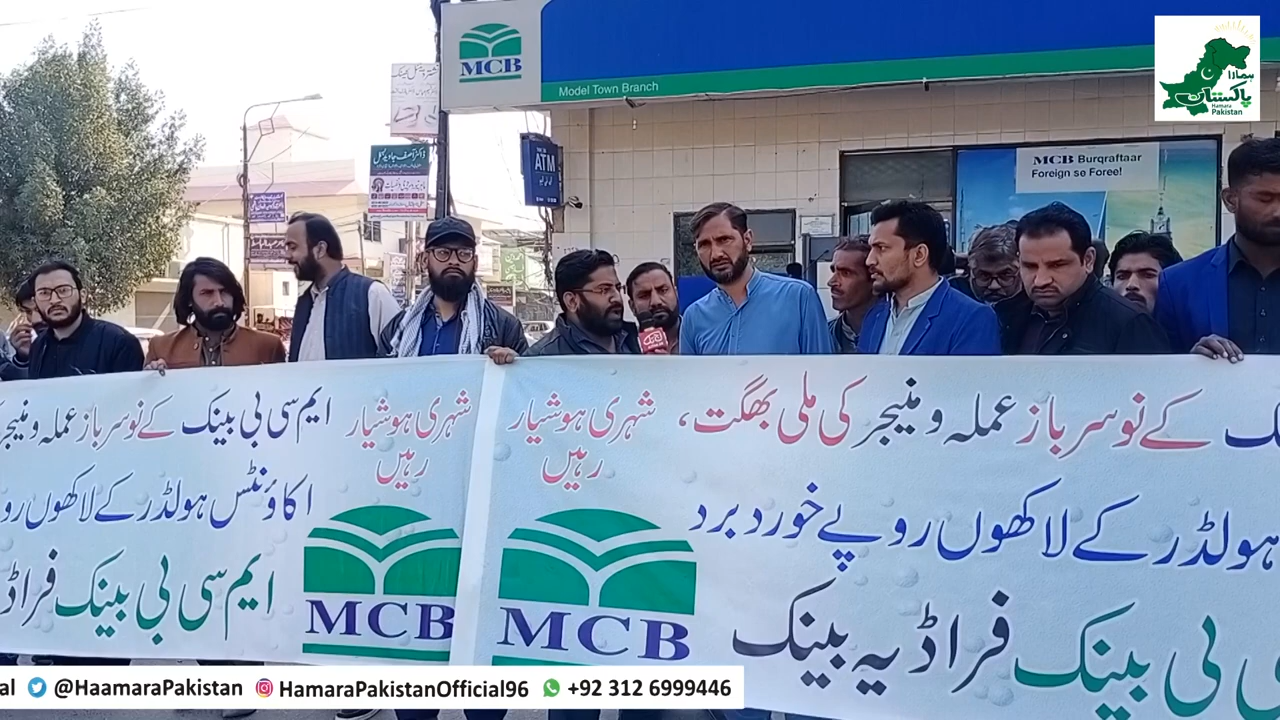 MCB
Model Town Branch
ہمارا
پاکستان
Hamara
Pakistan
ATM
MCB Burqraftaar
Foreign se Foree!
ایم سی بی بینک کے نوسرباز عملہ و منیجر
شہری ہوشیار
رہیں
اکاؤنٹس ہولڈر کے لاکھوں
ایم سی بی بینک فراڈ
MCB
شہری ہوشیار
رہیں
کے نوسرباز عملہ و منیجر کی ملی بھگت،
ہولڈر کے لاکھوں روپے خوردبرد
بی بینک فراڈیہ بینک
MCB
@HaamaraPakistan
HamaraPakistanOfficial96
+92 312 6999446